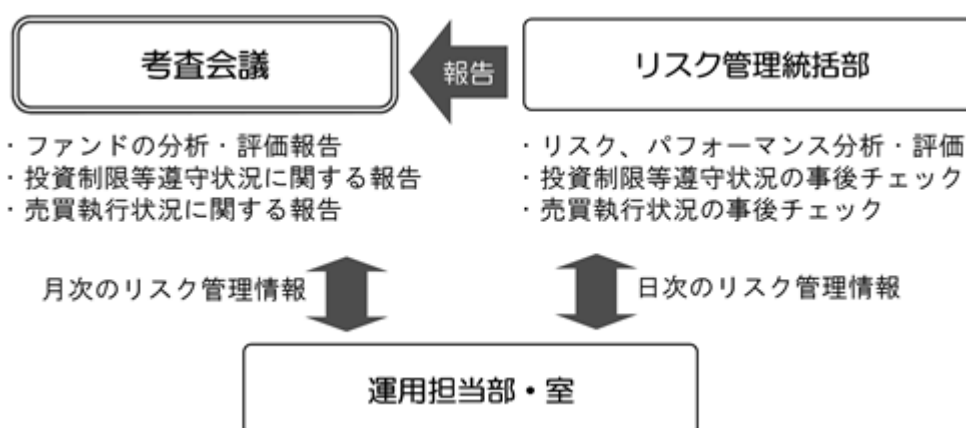 考査会議
報告
リスク管理統括部
・ファンドの分析・評価報告
・投資制限等遵守状況に関する報告
・売買執行状況に関する報告
・リスク、パフォーマンス分析・評価
・投資制限等遵守状況の事後チェック
・売買執行状況の事後チェック
月次のリスク管理情報
日次のリスク管理情報
運用担当部・室